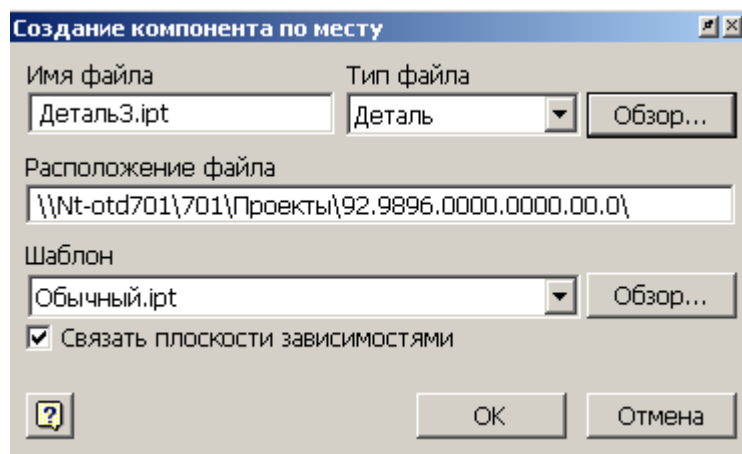 Создание компонента по месту
Имя файла Тип файла
Деталь3.ipt Деталь Обзор...
Расположение файла
\\Nt-otd701\701\Проекты\92.9896.0000.0000.00.0\
Шаблон
Обычный.ipt Обзор...
Связать плоскости зависимостями
? OK Отмена